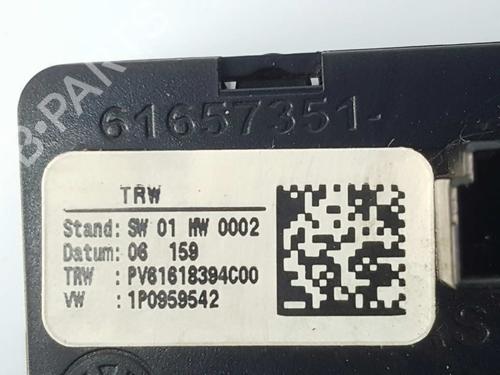 B-PARTS
61657351-
TRW
Stand: SW 01 HW 0002
Datum: 06 159
TRW : PV61618394C00
VW : 1P0959542